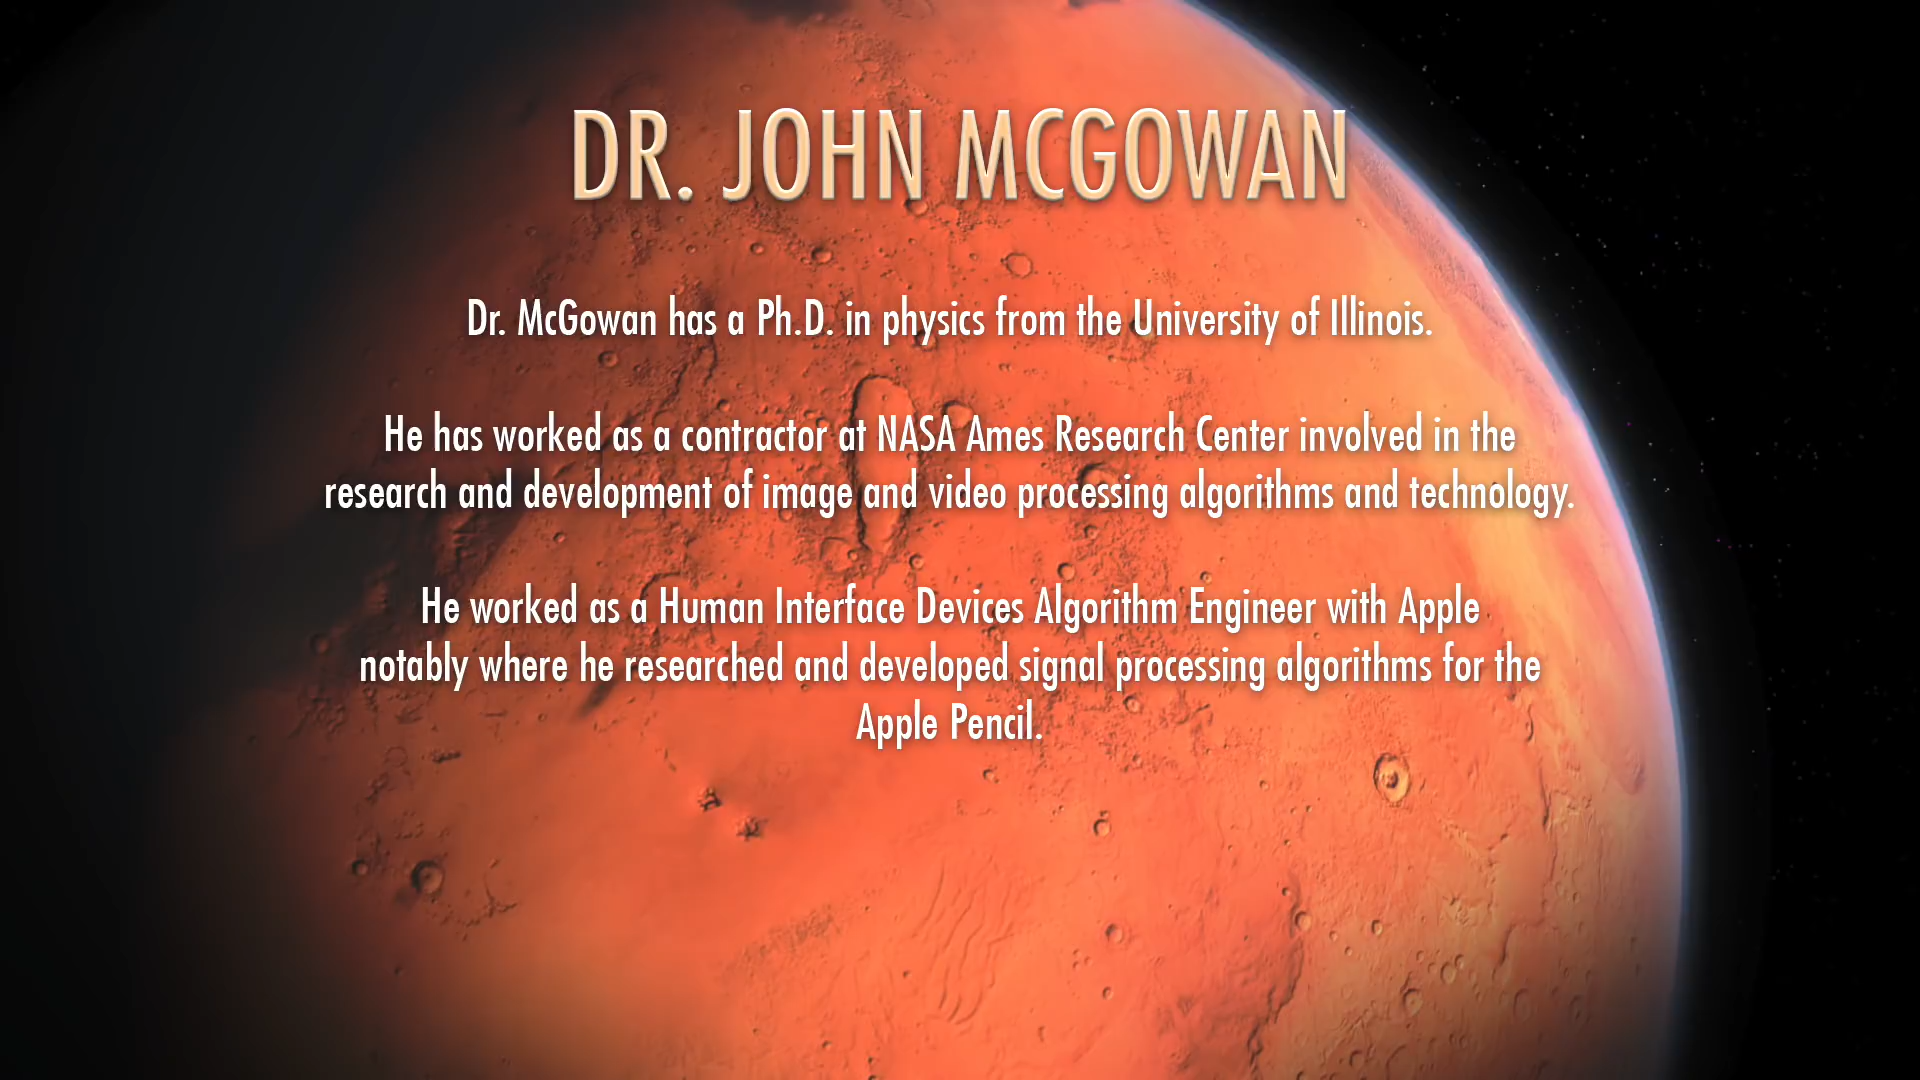 DR. JOHN MCGOWAN
Dr. McGowan has a Ph.D. in physics from the University of Illinois.
He has worked as a contractor at NASA Ames Research Center involved in the
research and development of image and video processing algorithms and technology.
He worked as a Human Interface Devices Algorithm Engineer with Apple
notably where he researched and developed signal processing algorithms for the
Apple Pencil.